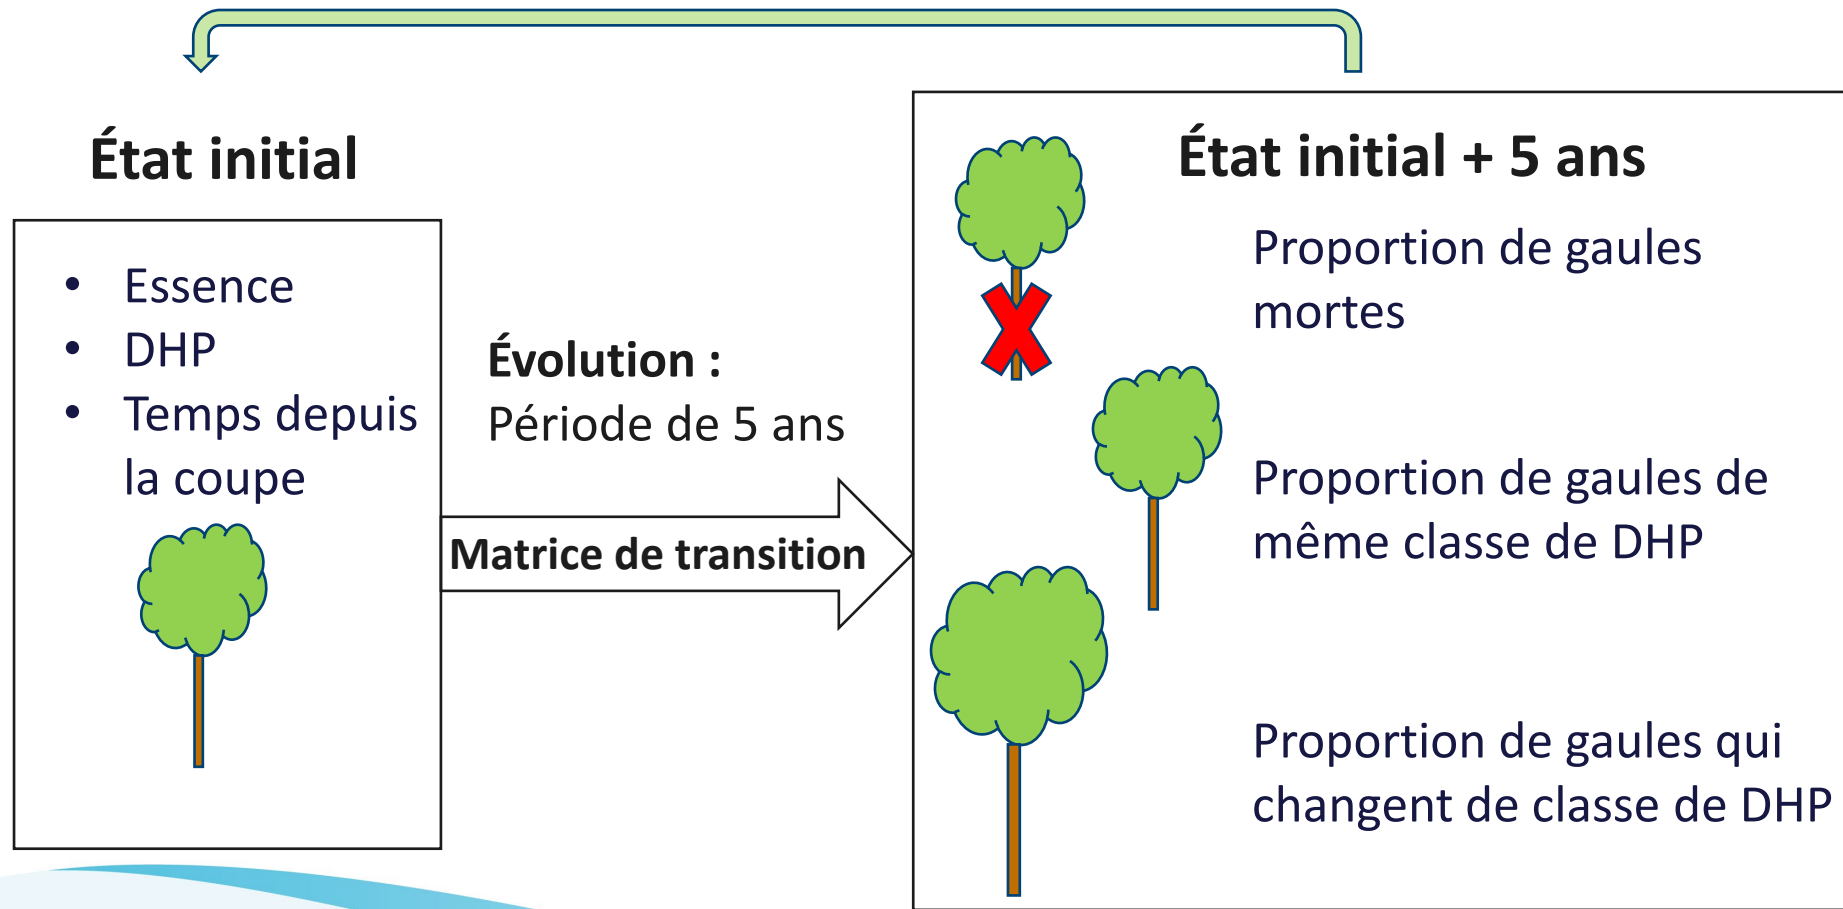 État initial
• Essence
• DHP
• Temps depuis
la coupe
Évolution :
Période de 5 ans
Matrice de transition
État initial + 5 ans
Proportion de gaules
mortes
Proportion de gaules de
même classe de DHP
Proportion de gaules qui
changent de classe de DHP